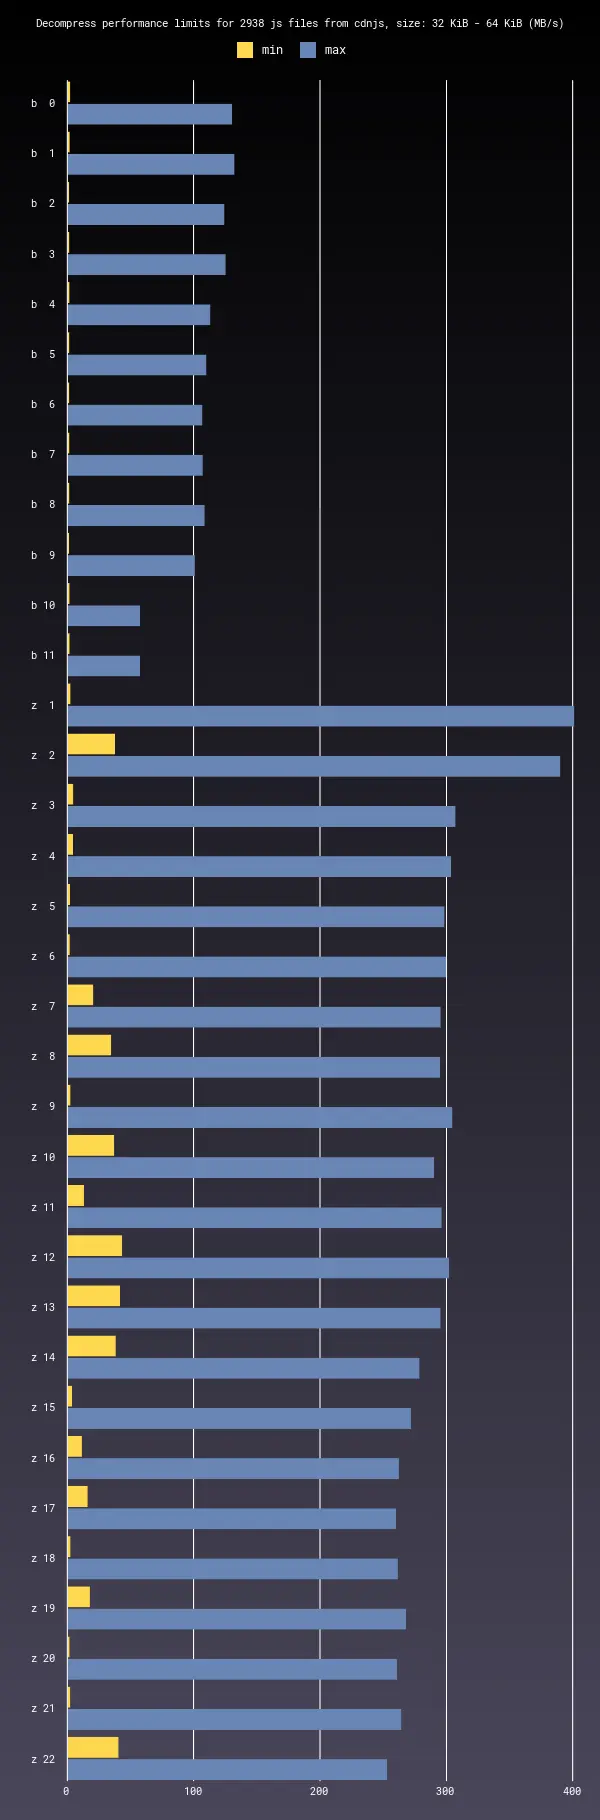 Decompress performance limits for 2938 js files from cdnjs, size: 32 KiB - 64 KiB (MB/s)
min max
b 0
b 1
b 2
b 3
b 4
b 5
b 6
b 7
b 8
b 9
b 10
b 11
z 1
z 2
z 3
z 4
z 5
z 6
z 7
z 8
z 9
z 10
z 11
z 12
z 13
z 14
z 15
z 16
z 17
z 18
z 19
z 20
z 21
z 22
0 100 200 300 400